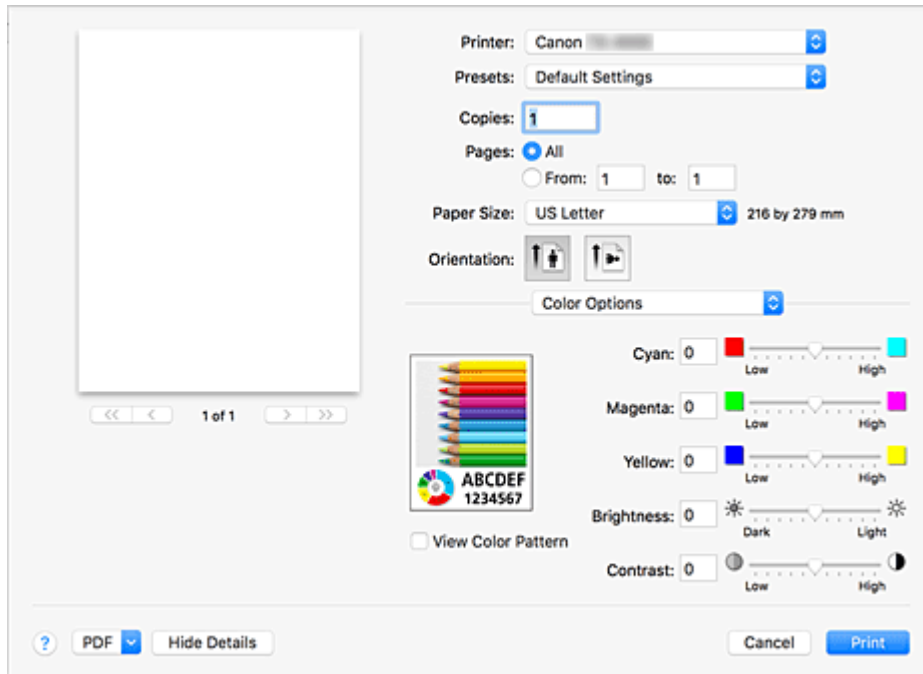 Printer: Canon
Presets: Default Settings
Copies: 1
Pages: All
From: 1 to: 1
Paper Size: US Letter 216 by 279 mm
Orientation:
Color Options
Cyan: 0
Low High
Magenta: 0
Low High
Yellow: 0
Low High
Brightness: 0
Dark Light
Contrast: 0
Low High
ABCDEF
1234567
View Color Pattern
<< < 1 of 1 > >>
? PDF Hide Details Cancel Print